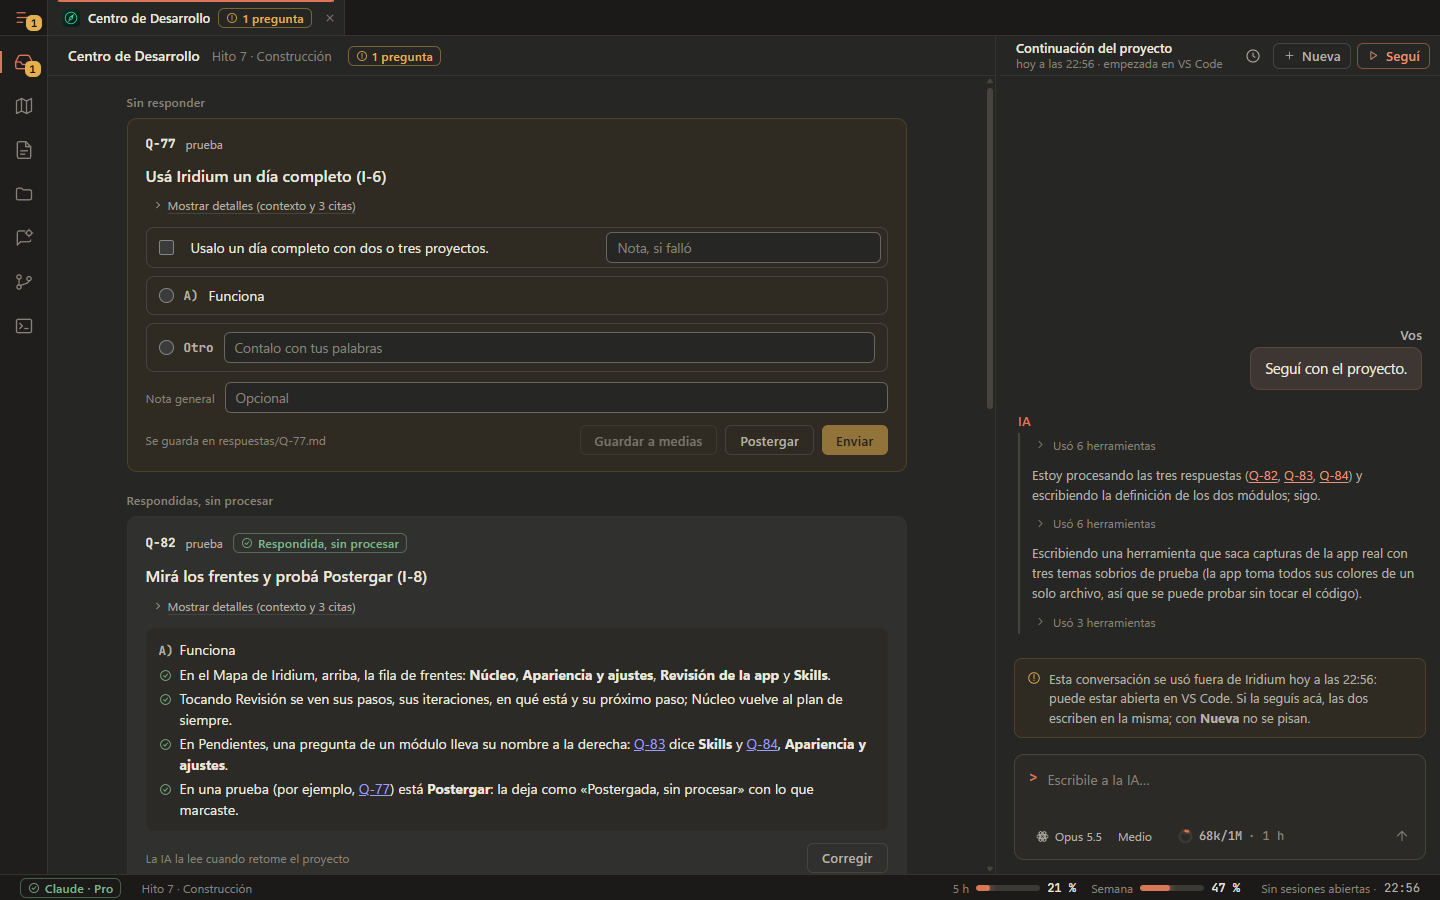 1
Centro de Desarrollo
1 pregunta
×
1
Centro de Desarrollo
Hito 7 · Construcción
1 pregunta
Sin responder
Q-77 prueba
Usá Iridium un día completo (I-6)
Mostrar detalles (contexto y 3 citas)
Usalo un día completo con dos o tres proyectos.
Nota, si falló
A) Funciona
Otro
Contalo con tus palabras
Nota general
Opcional
Se guarda en respuestas/Q-77.md
Guardar a medias
Postergar
Enviar
Respondidas, sin procesar
Q-82 prueba
Respondida, sin procesar
Mirá los frentes y probá Postergar (I-8)
Mostrar detalles (contexto y 3 citas)
A) Funciona
En el Mapa de Iridium, arriba, la fila de frentes: Núcleo, Apariencia y ajustes, Revisión de la app y Skills.
Tocando Revisión se ven sus pasos, sus iteraciones, en qué está y su próximo paso; Núcleo vuelve al plan de
siempre.
En Pendientes, una pregunta de un módulo lleva su nombre a la derecha: Q-83 dice Skills y Q-84, Apariencia y
ajustes.
En una prueba (por ejemplo, Q-77) está Postergar: la deja como «Postergada, sin procesar» con lo que
marcaste.
La IA la lee cuando retome el proyecto
Corregir
Continuación del proyecto
hoy a las 22:56 · empezada en VS Code
+ Nueva
Seguí
Vos
Seguí con el proyecto.
IA
Usó 6 herramientas
Estoy procesando las tres respuestas (Q-82, Q-83, Q-84) y
escribiendo la definición de los dos módulos; sigo.
Usó 6 herramientas
Escribiendo una herramienta que saca capturas de la app real con
tres temas sobrios de prueba (la app toma todos sus colores de un
solo archivo, así que se puede probar sin tocar el código).
Usó 3 herramientas
Esta conversación se usó fuera de Iridium hoy a las 22:56:
puede estar abierta en VS Code. Si la seguís acá, las dos
escriben en la misma; con Nueva no se pisan.
> Escribile a la IA...
Opus 5.5
Medio
68k/1M · 1 h
Claude · Pro
Hito 7 · Construcción
5 h
21 %
Semana
47 %
Sin sesiones abiertas ·
22:56